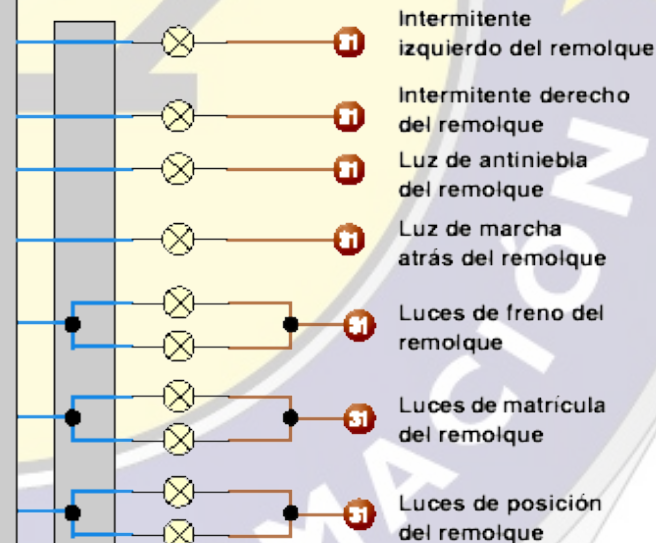 31
Intermitente
izquierdo del remolque
31
Intermitente derecho
del remolque
31
Luz de antiniebla
del remolque
31
Luz de marcha
atrás del remolque
31
Luces de freno del
remolque
31
Luces de matrícula
del remolque
31
Luces de posición
del remolque
MACIÓN